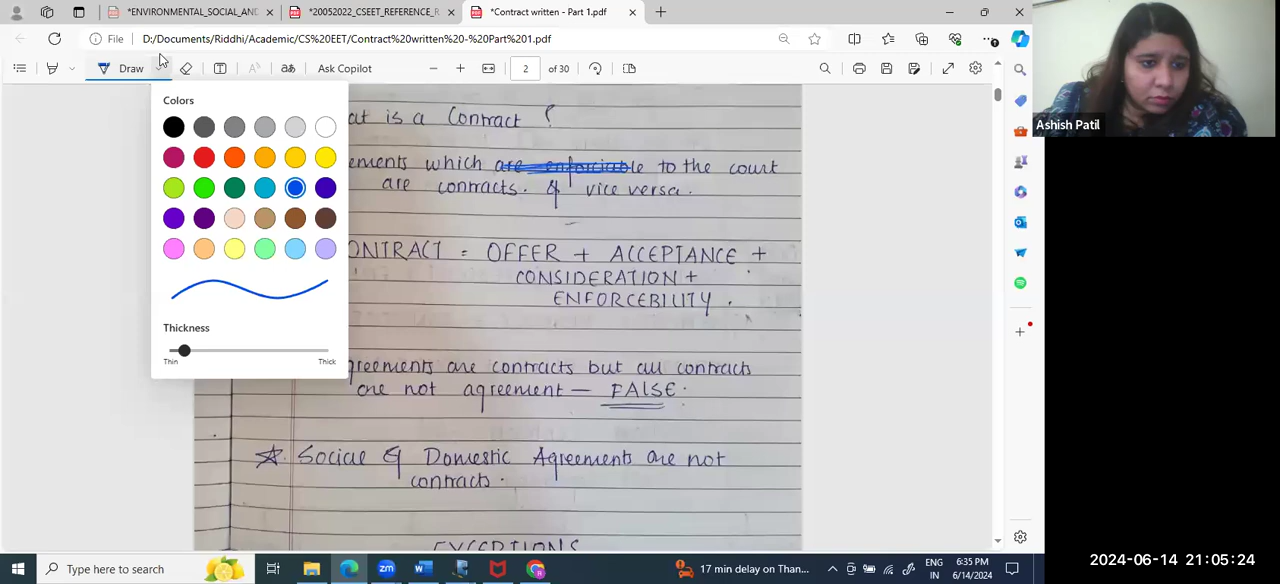 *ENVIRONMENTAL_SOCIAL_AN
*20052022_CSEET_REFERENCE_R
*Contract written - Part 1.pdf
File
D:/Documents/Riddhi/Academic/CS%20EET/Contract%20written%20-%20Part%201.pdf
Draw
Ask Copilot
2
of 30
Ashish Patil
Colors
Thickness
Thin
Thick
at is a Contract ?
ements which are enforciable to the court
are contracts. & vice versa.
ONTRACT = OFFER + ACCEPTANCE +
CONSIDERATION +
ENFORCEBILITY.
greements are contracts but all contracts
are not agreement — FALSE.
Social & Domestic Agreements are not
contracts.
EXCEPTIONS
Type here to search
17 min delay on Than...
ENG
IN
6:35 PM
6/14/2024
2024-06-14 21:05:24